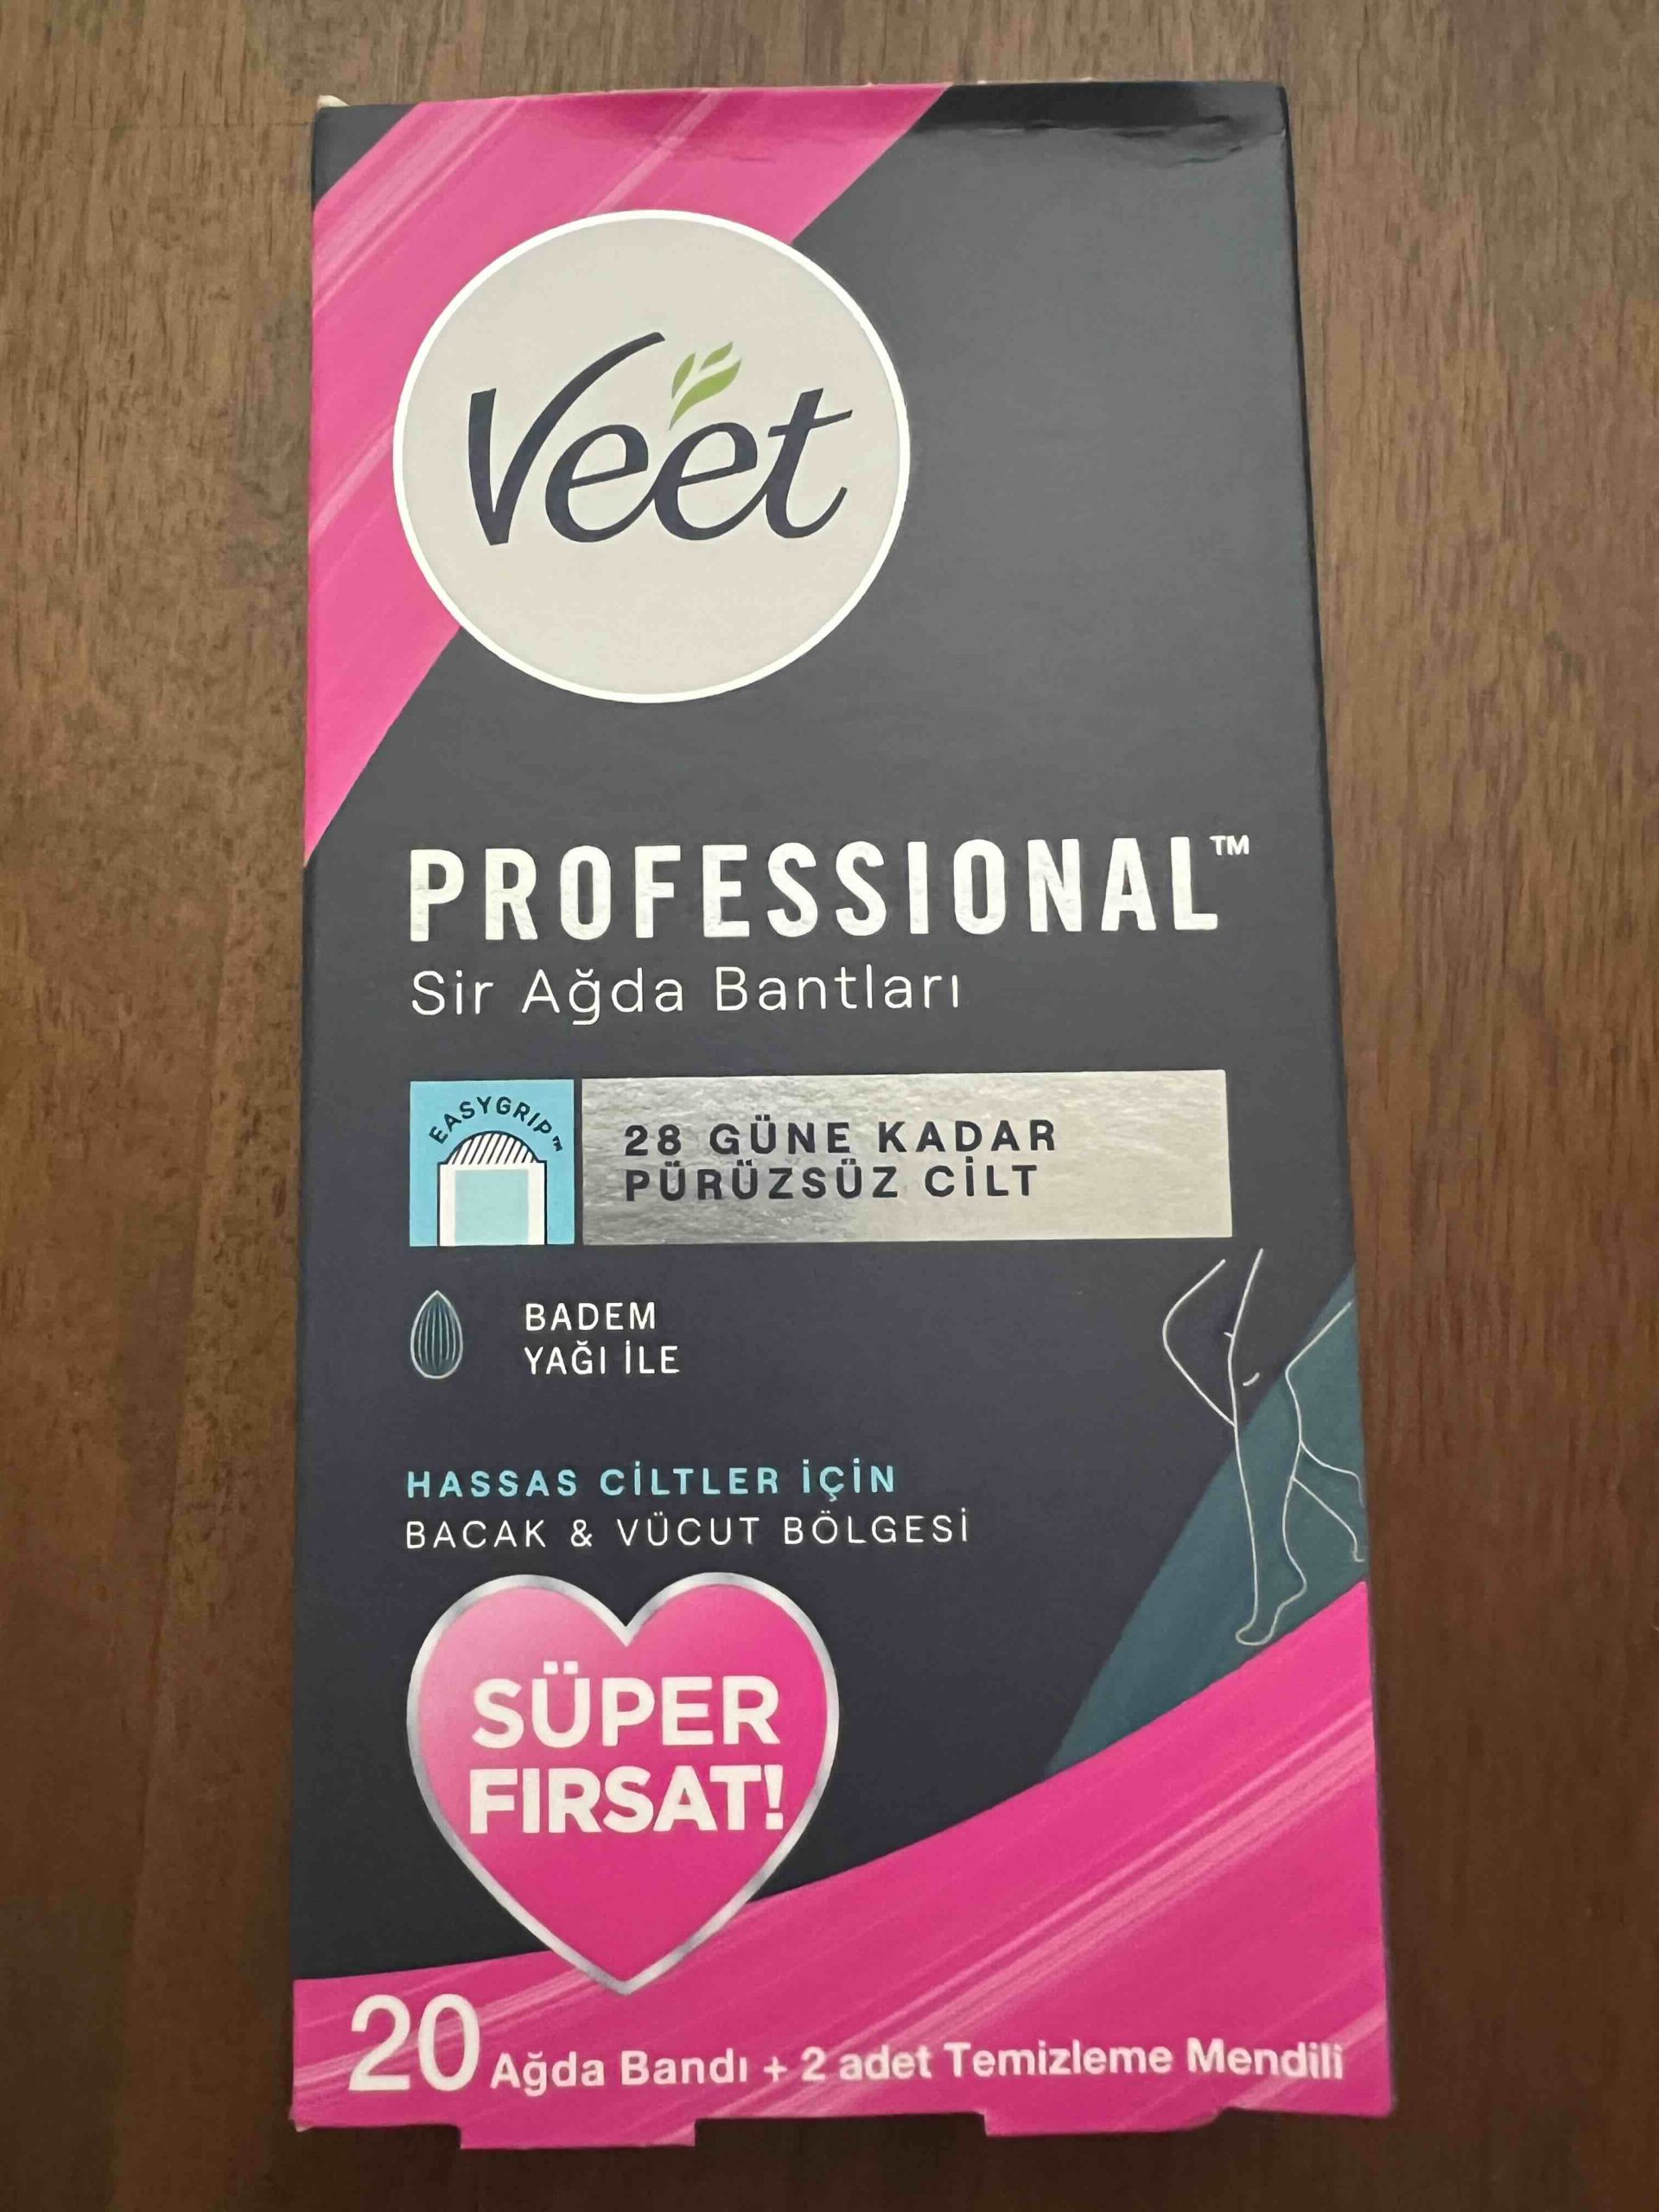 Veet
PROFESSIONAL™
Sir Ağda Bantları
EASYGRIP™
28 GÜNE KADAR
PÜRÜZSÜZ CİLT
BADEM
YAĞI İLE
HASSAS CİLTLER İÇİN
BACAK & VÜCUT BÖLGESİ
SÜPER
FIRSAT!
20 Ağda Bandı + 2 adet Temizleme Mendili